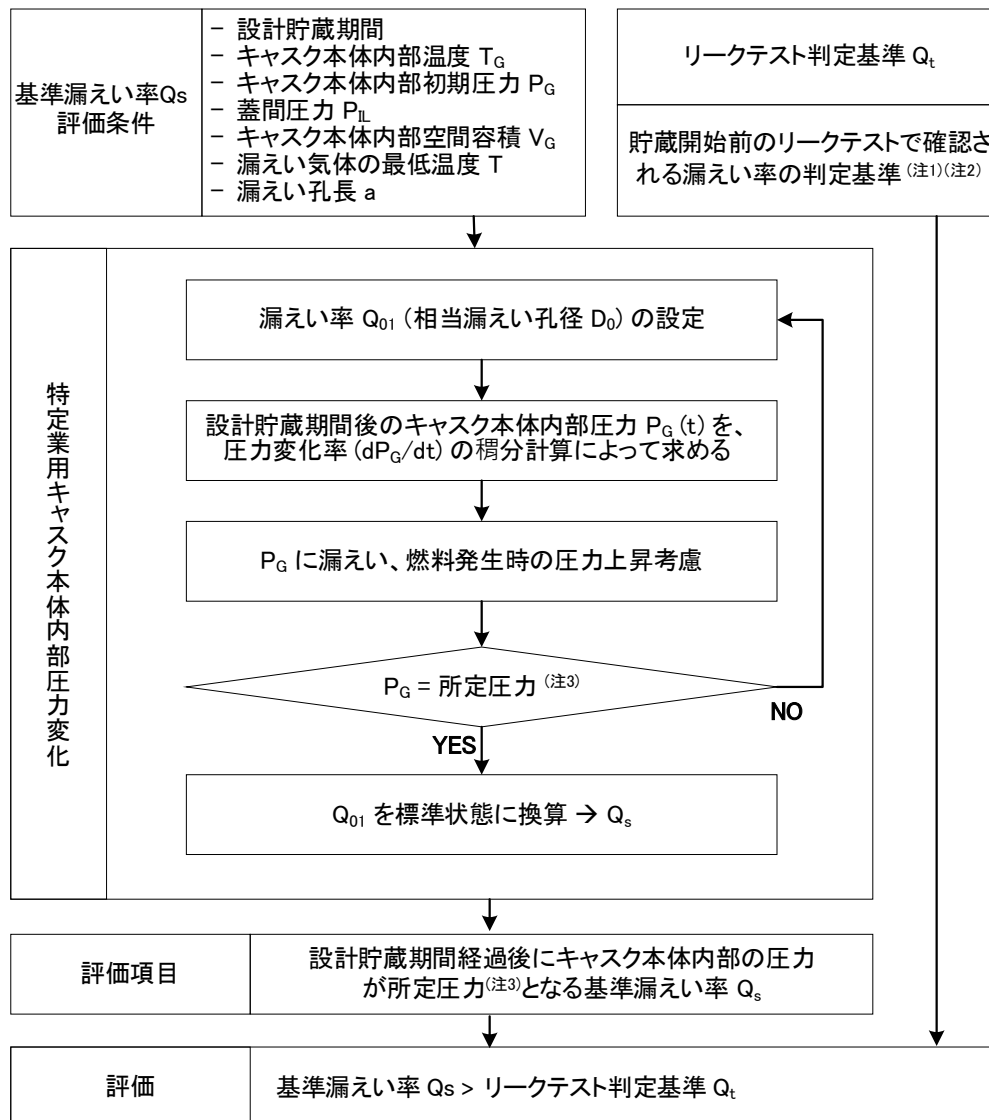 基準漏えい率Qs
評価条件
– 設計貯蔵期間
– キャスク本体内部温度 TG
– キャスク本体内部初期圧力 PG
– 蓋間圧力 PIL
– キャスク本体内部空間容積 VG
– 漏えい気体の最低温度 T
– 漏えい孔長 a
リークテスト判定基準 Qt
貯蔵開始前のリークテストで確認さ
れる漏えい率の判定基準(注1)(注2)
特定業用キャスク本体内部圧力変化
漏えい率 Q01 (相当漏えい孔径 D0) の設定
設計貯蔵期間後のキャスク本体内部圧力 PG (t) を、
圧力変化率 (dPG/dt) の稩分計算によって求める
PG に漏えい、燃料発生時の圧力上昇考慮
PG = 所定圧力(注3)
NO
YES
Q01 を標準状態に換算 → Qs
評価項目
設計貯蔵期間経過後にキャスク本体内部の圧力
が所定圧力(注3)となる基準漏えい率 Qs
評価
基準漏えい率 Qs > リークテスト判定基準 Qt